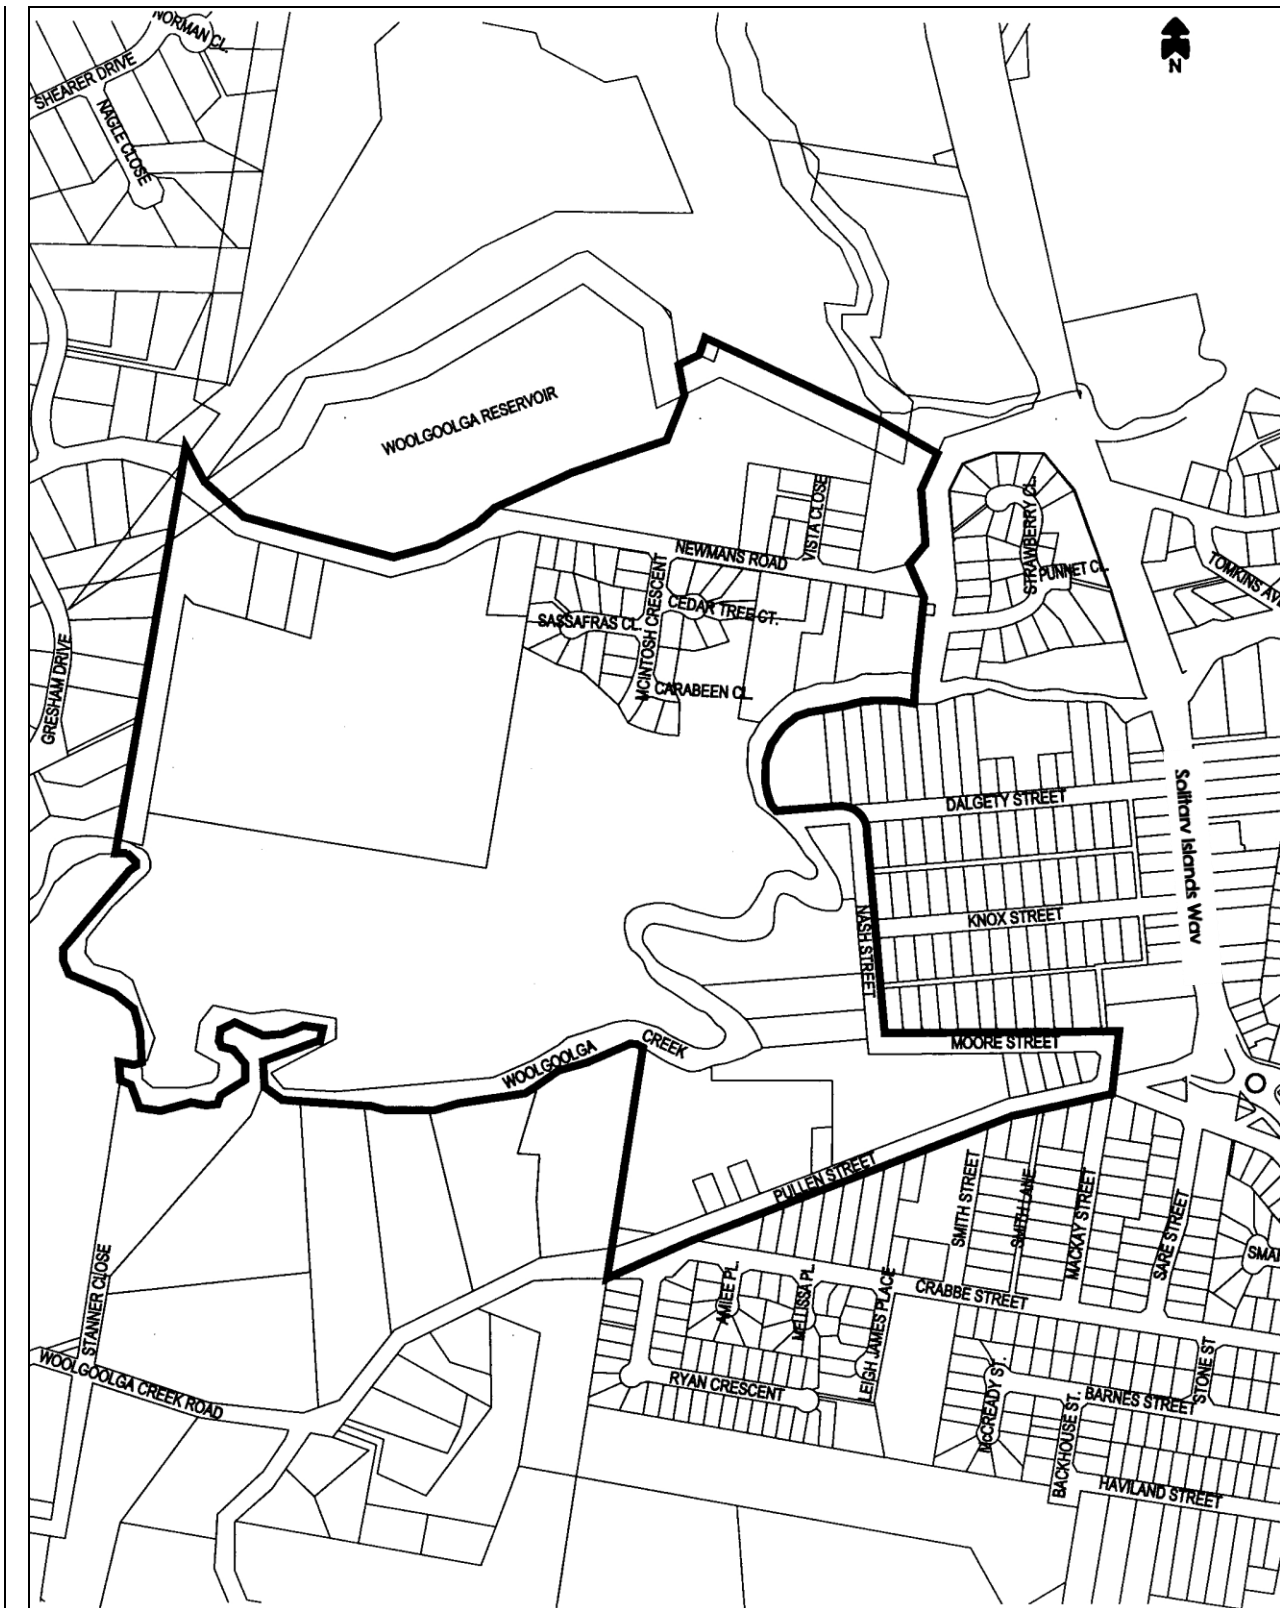 NORMAN CL.
N
SHEARER DRIVE
NAGLE CLOSE
WOOLGOOLGA RESERVOIR
VISTA CLOSE
STRAWBERRY CL.
NEWMANS ROAD
PUNNET CL.
TOMKINS AVE
MCINTOSH CRESCENT
CEDAR TREE CT.
SASSAFRAS CL.
CARABEEN CL.
GRESHAM DRIVE
DALGETY STREET
Solitary Islands Way
KNOX STREET
NASH STREET
MOORE STREET
WOOLGOOLGA CREEK
PULLEN STREET
SMITH STREET
SMITH LANE
MACKAY STREET
SARE STREET
SMAR
STANNER CLOSE
AMIEE PL.
MELLISSA PL.
LEIGH JAMES PLACE
CRABBE STREET
WOOLGOOLGA CREEK ROAD
RYAN CRESCENT
McCREADY ST.
BARNES STREET
STONE ST
BACKHOUSE ST.
HAVILAND STREET